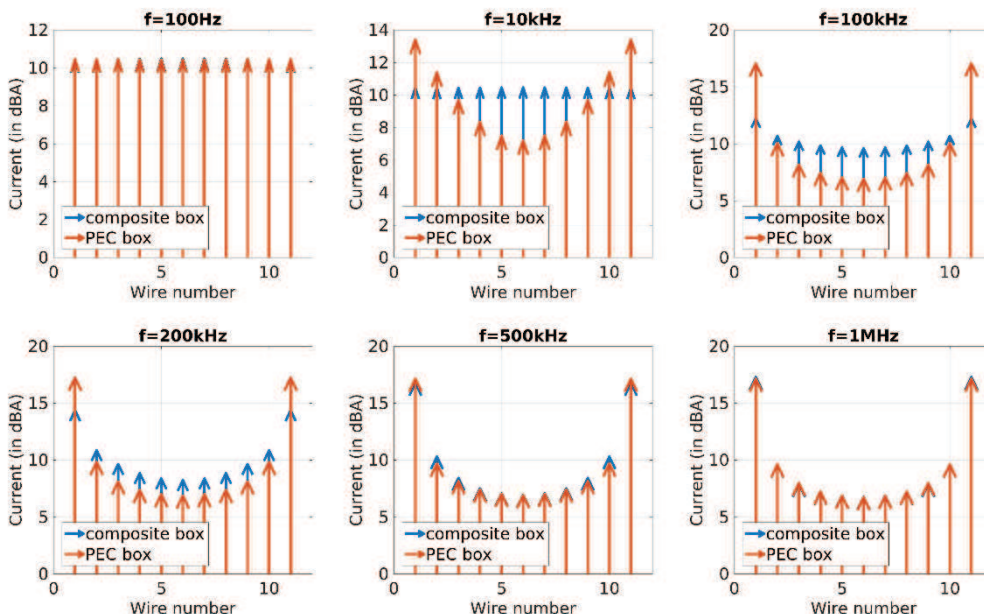 f=100Hz
12
10
8
6
4
2
0
0
5
10
Current (in dBA)
Wire number
composite box
PEC box
f=10kHz
14
12
10
8
6
4
2
0
0
5
10
Current (in dBA)
Wire number
composite box
PEC box
f=100kHz
20
15
10
5
0
0
5
10
Current (in dBA)
Wire number
composite box
PEC box
f=200kHz
20
15
10
5
0
0
5
10
Current (in dBA)
Wire number
composite box
PEC box
f=500kHz
20
15
10
5
0
0
5
10
Current (in dBA)
Wire number
composite box
PEC box
f=1MHz
20
15
10
5
0
0
5
10
Current (in dBA)
Wire number
composite box
PEC box